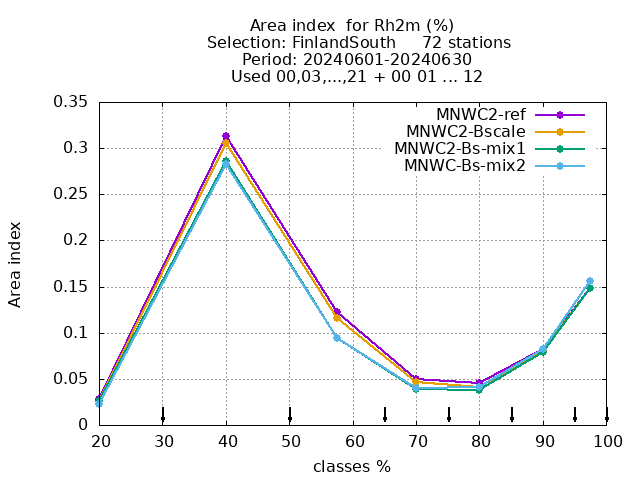 Area index  for Rh2m (%)
Selection: FinlandSouth     72 stations
Period: 20240601-20240630
Used 00,03,...,21 + 00 01 ... 12
MNWC2-ref
MNWC2-Bscale
MNWC2-Bs-mix1
MNWC-Bs-mix2
Area index
0.35
0.3
0.25
0.2
0.15
0.1
0.05
0
20 30 40 50 60 70 80 90 100
classes %